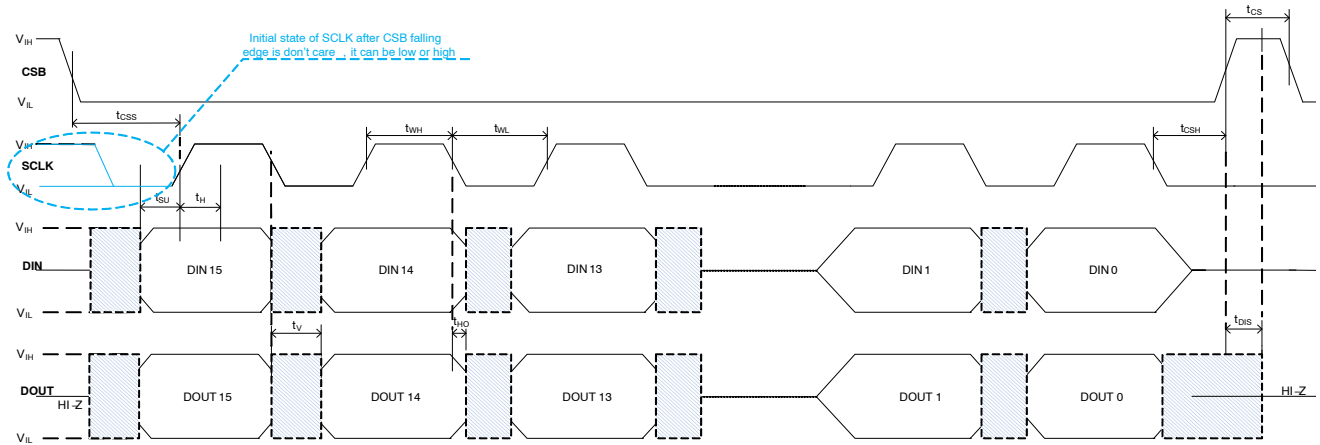 tCS
Initial state of SCLK after CSB falling
edge is don't care , it can be low or high
VIH
CSB
VIL
tCSS
tWH
tWL
tCSH
VIH
SCLK
VIL
tSU
tH
VIH
DIN
VIL
DIN 15
DIN 14
DIN 13
DIN 1
DIN 0
tV
tHO
tDIS
VIH
DOUT
HI-Z
VIL
DOUT 15
DOUT 14
DOUT 13
DOUT 1
DOUT 0
HI-Z